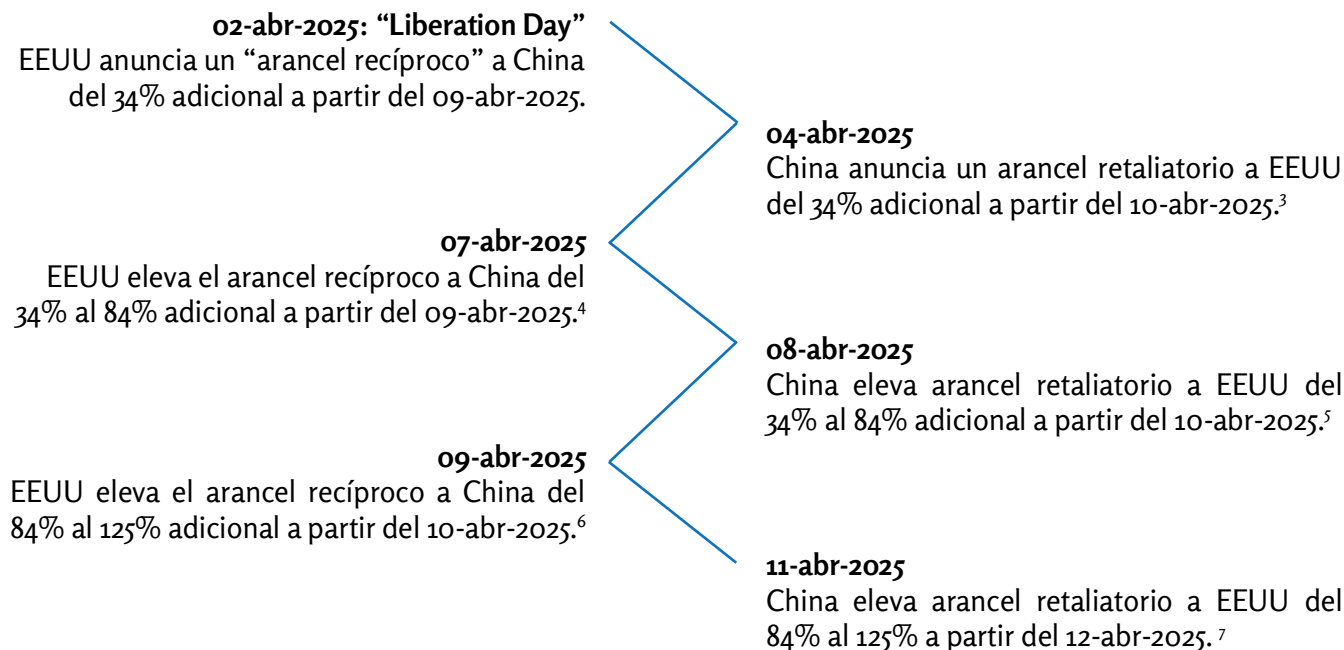 02-abr-2025: “Liberation Day”
EEUU anuncia un “arancel recíproco” a China
del 34% adicional a partir del 09-abr-2025.
04-abr-2025
China anuncia un arancel retaliatorio a EEUU
del 34% adicional a partir del 10-abr-2025.³
07-abr-2025
EEUU eleva el arancel recíproco a China del
34% al 84% adicional a partir del 09-abr-2025.⁴
08-abr-2025
China eleva arancel retaliatorio a EEUU del
34% al 84% adicional a partir del 10-abr-2025.⁵
09-abr-2025
EEUU eleva el arancel recíproco a China del
84% al 125% adicional a partir del 10-abr-2025.⁶
11-abr-2025
China eleva arancel retaliatorio a EEUU del
84% al 125% a partir del 12-abr-2025. ⁷